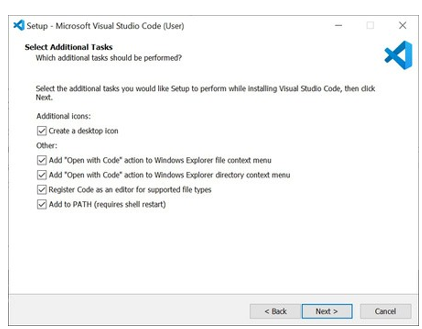 Setup - Microsoft Visual Studio Code (User)
Select Additional Tasks
Which additional tasks should be performed?
Select the additional tasks you would like Setup to perform while installing Visual Studio Code, then click
Next.
Additional icons:
Create a desktop icon
Other:
Add "Open with Code" action to Windows Explorer file context menu
Add "Open with Code" action to Windows Explorer directory context menu
Register Code as an editor for supported file types
Add to PATH (requires shell restart)
< Back Next > Cancel